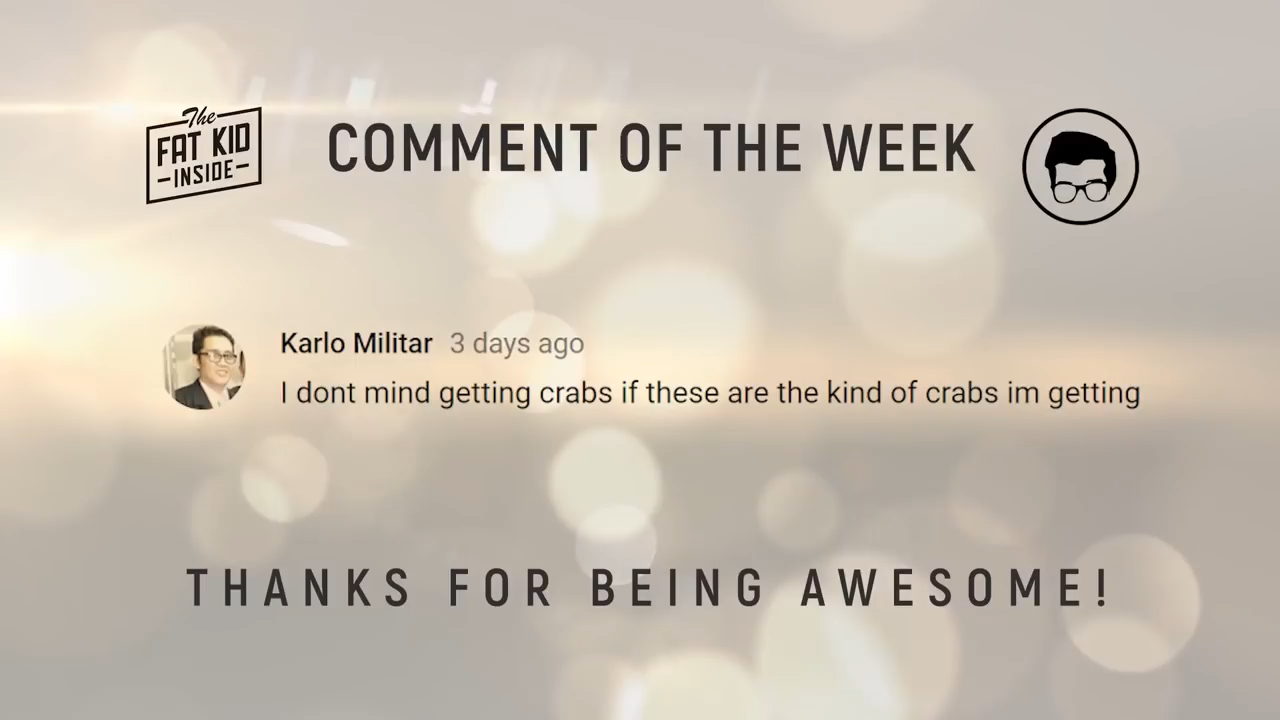 The
FAT KID
INSIDE
COMMENT OF THE WEEK
Karlo Militar 3 days ago
I dont mind getting crabs if these are the kind of crabs im getting
THANKS FOR BEING AWESOME!